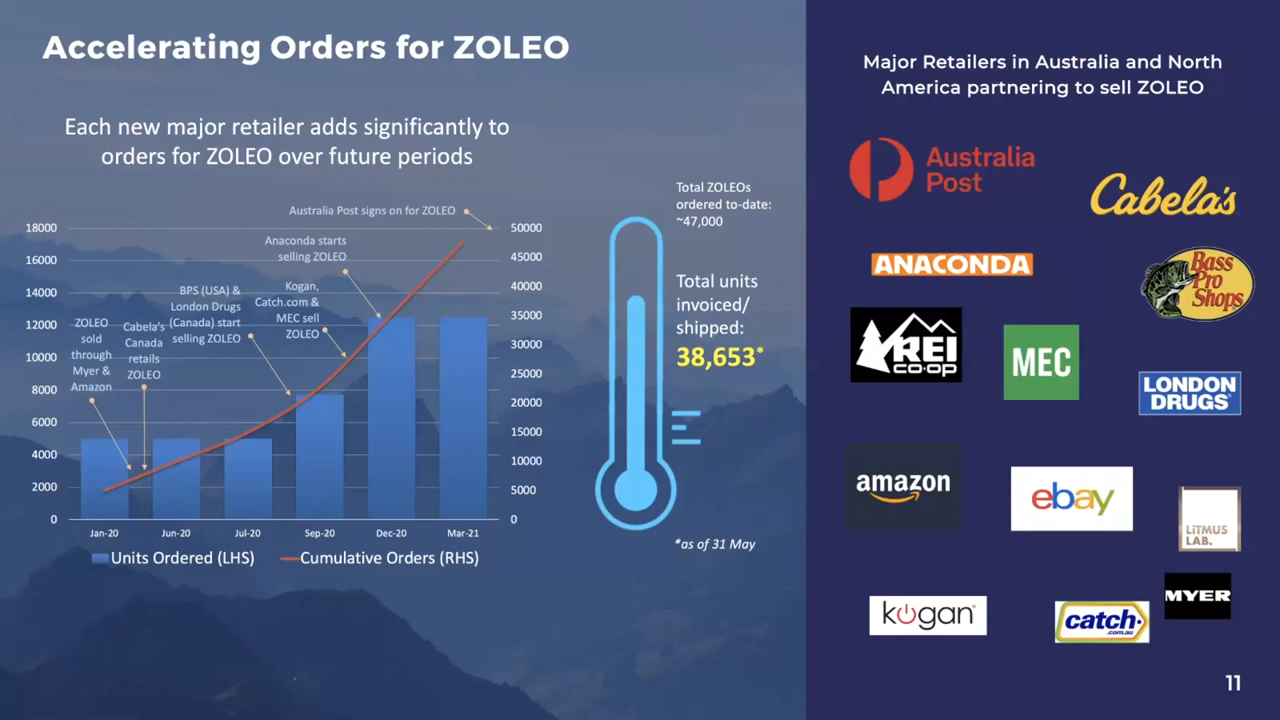 Accelerating Orders for ZOLEO
Each new major retailer adds significantly to
orders for ZOLEO over future periods
18000
16000
14000
12000
10000
8000
6000
4000
2000
0
50000
45000
40000
35000
30000
25000
20000
15000
10000
5000
0
ZOLEO
sold
through
Myer &
Amazon
Cabela's
Canada
retails
ZOLEO
BPS (USA) &
London Drugs
(Canada) start
selling ZOLEO
Kogan,
Catch.com &
MEC sell
ZOLEO
Anaconda starts
selling ZOLEO
Australia Post signs on for ZOLEO
Jan-20
Jun-20
Jul-20
Sep-20
Dec-20
Mar-21
Units Ordered (LHS)
Cumulative Orders (RHS)
Total ZOLEOs
ordered to-date:
~47,000
Total units
invoiced/
shipped:
38,653*
*as of 31 May
Major Retailers in Australia and North
America partnering to sell ZOLEO
Australia
Post
Cabela's
ANACONDA
Bass
Pro
Shops
REI
co-op
MEC
LONDON
DRUGS
amazon
ebay
LiTMUS
LAB.
kogan
catch.
.com.au
MYER
11